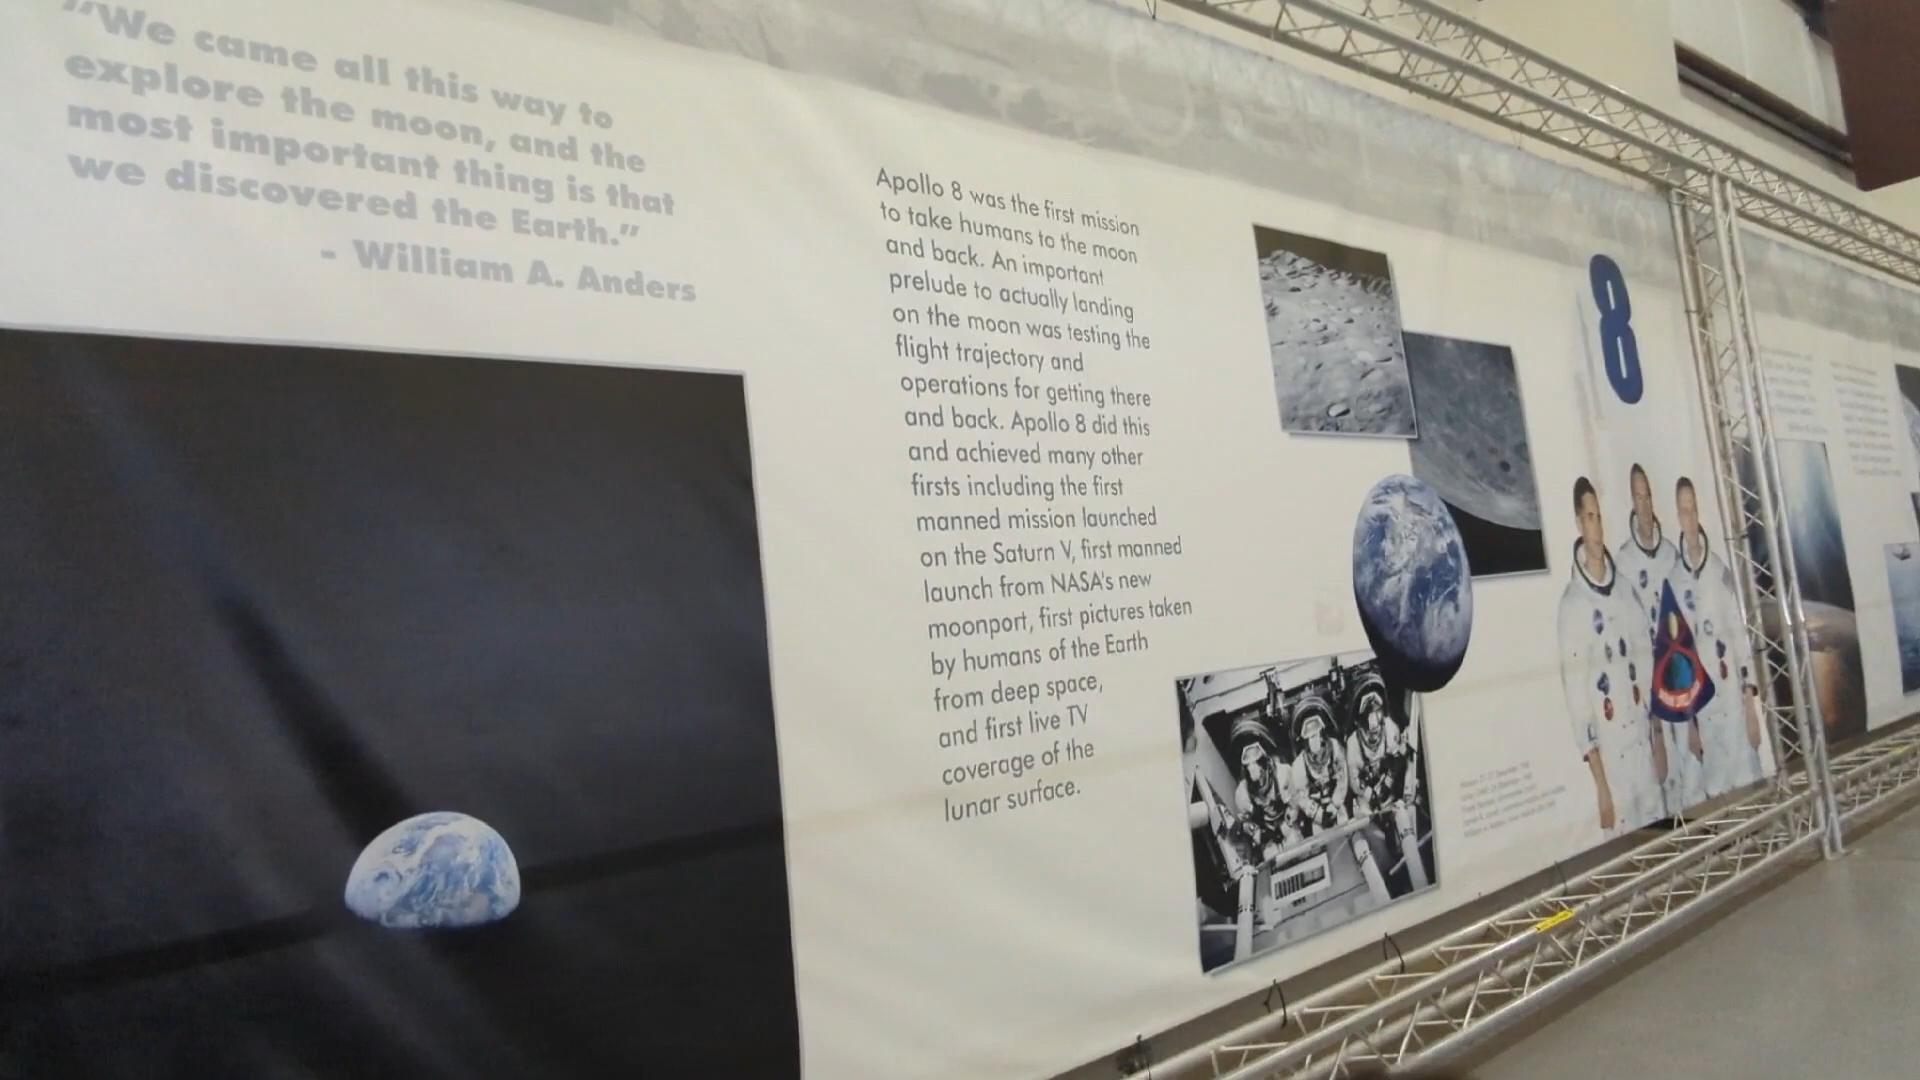 “We came all this way to
explore the moon, and the
most important thing is that
we discovered the Earth.”
- William A. Anders
Apollo 8 was the first mission
to take humans to the moon
and back. An important
prelude to actually landing
on the moon was testing the
flight trajectory and
operations for getting there
and back. Apollo 8 did this
and achieved many other
firsts including the first
manned mission launched
on the Saturn V, first manned
launch from NASA's new
moonport, first pictures taken
by humans of the Earth
from deep space,
and first live TV
coverage of the
lunar surface.
8